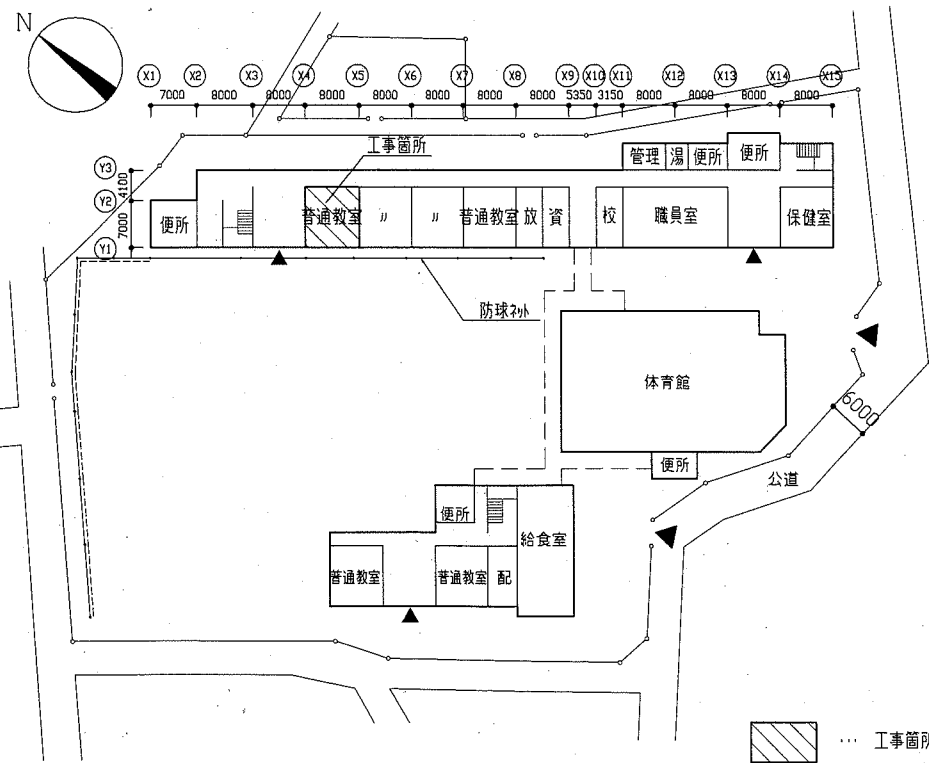 N
X1 X2 X3 X4 X5 X6 X7 X8 X9 X10 X11 X12 X13 X14 X15
7000 8000 8000 8000 8000 8000 8000 8000 5350 3150 8000 8000 8000 8000
工事箇所
管理 湯 便所 便所
Y3
4100
Y2
7000
Y1
便所 普通教室 〃 〃 普通教室 放 資 校 職員室 保健室
防球ネット
体育館
6000
便所
公道
便所
給食室
普通教室 普通教室 配
… 工事箇所